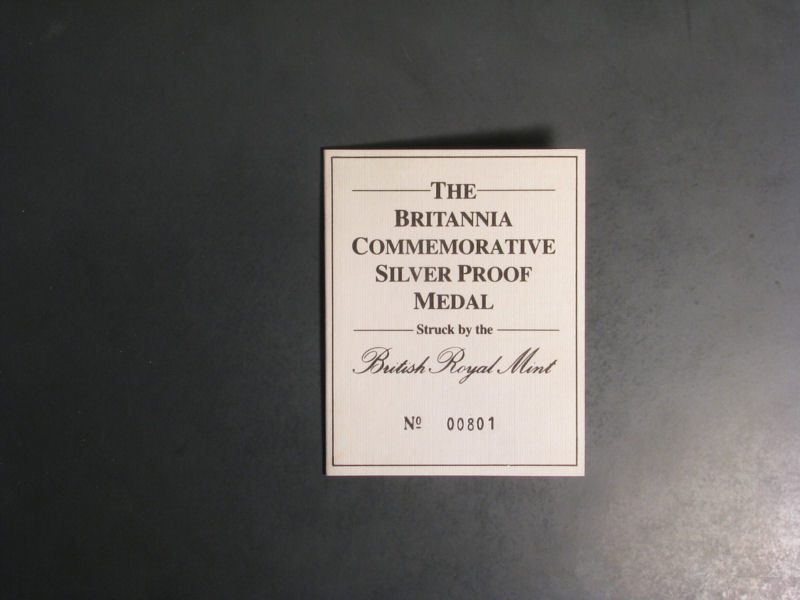 THE
BRITANNIA
COMMEMORATIVE
SILVER PROOF
MEDAL
Struck by the
British Royal Mint
Nº 00801